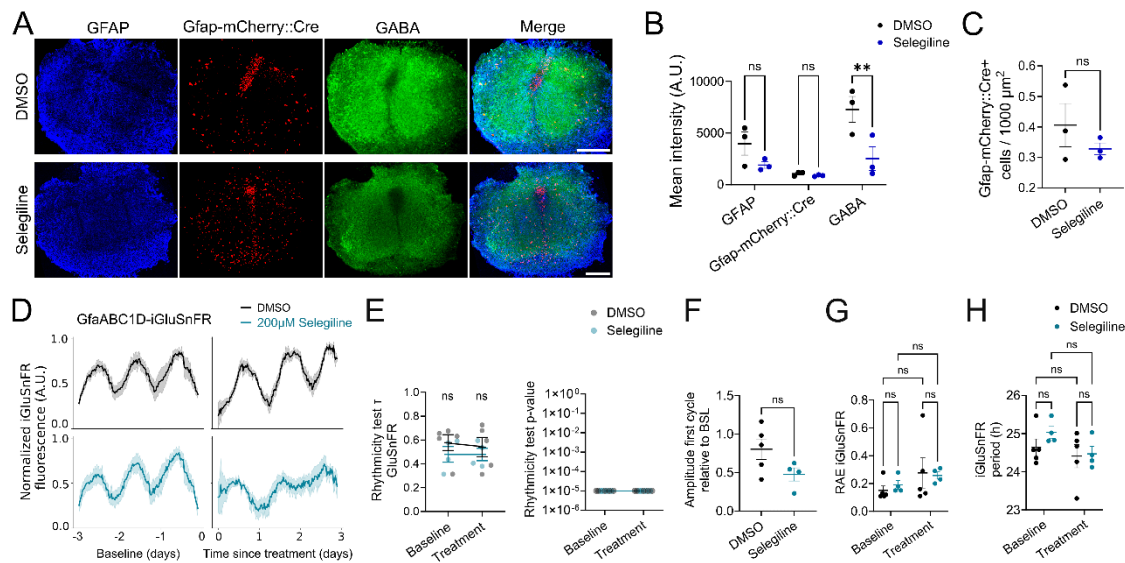 A
GFAP
Gfap-mCherry::Cre
GABA
Merge
DMSO
Selegiline
B
DMSO
Selegiline
Mean intensity (A.U.)
ns
ns
**
10000
5000
0
GFAP
Gfap-mCherry::Cre
GABA
C
Gfap-mCherry::Cre+
cells / 1000 µm²
ns
0.6
0.5
0.4
0.3
0.2
DMSO
Selegiline
D
DMSO
200µM Selegiline
GfaABC1D-iGluSnFR
Normalized iGluSnFR
fluorescence (A.U.)
1.0
0.5
0.0
1.0
0.5
0.0
-3
-2
-1
0
1
2
3
Baseline (days)
Time since treatment (days)
E
DMSO
Selegiline
Rhythmicity test τ
iGluSnFR
ns
ns
1.2
1.0
0.8
0.6
0.4
0.2
0.0
Baseline
Treatment
Rhythmicity test p-value
1×10⁰
1×10⁻¹
1×10⁻²
1×10⁻³
1×10⁻⁴
1×10⁻⁵
1×10⁻⁶
Baseline
Treatment
F
Amplitude first cycle
relative to BSL
ns
1.5
1.0
0.5
0.0
DMSO
Selegiline
G
DMSO
Selegiline
RAE iGluSnFR
ns
ns
ns
ns
0.8
0.6
0.4
0.2
0.0
Baseline
Treatment
H
DMSO
Selegiline
iGluSnFR
period (h)
ns
ns
ns
ns
26
25
24
23
Baseline
Treatment